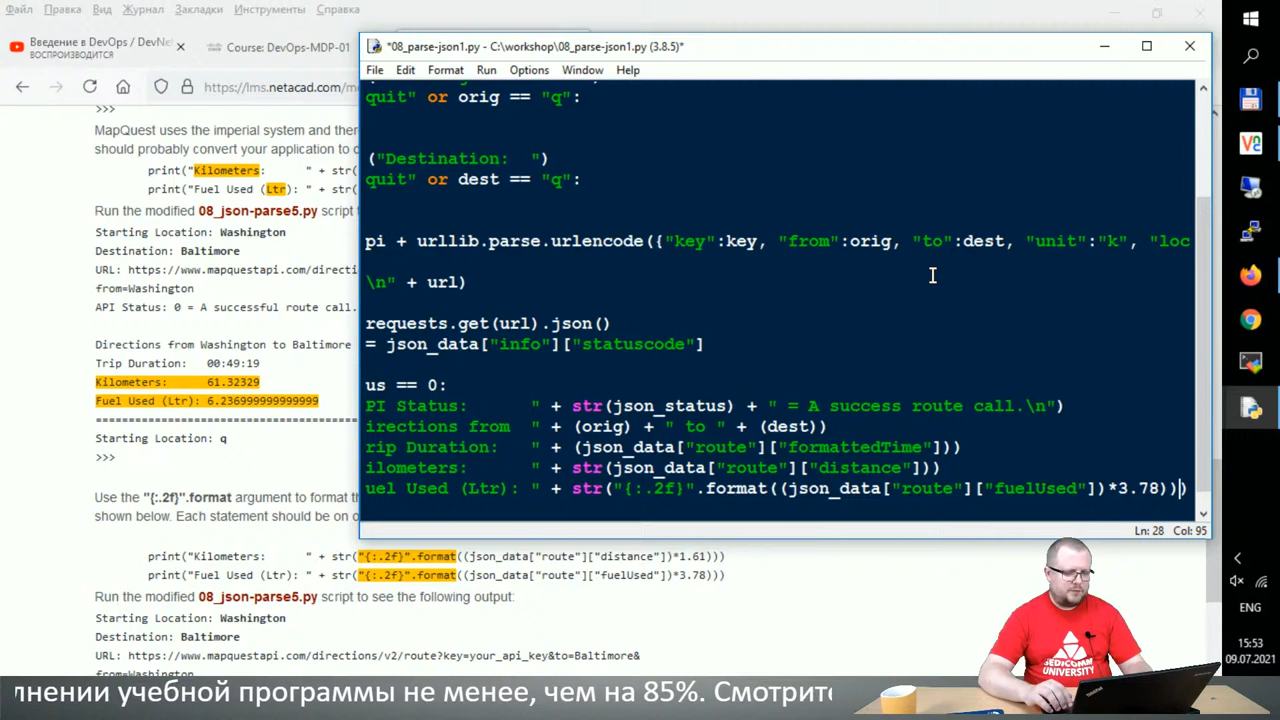 Файл Правка Вид Журнал Закладки Инструменты Справка
Введение в DevOps / DevNe
ВОСПРОИЗВОДИТСЯ
Course: DevOps-MDP-01
https://lms.netacad.com/m
>>>
MapQuest uses the imperial system and ther
should probably convert your application to d
print("Kilometers: " + str(
print("Fuel Used (Ltr): " + str(
Run the modified 08_json-parse5.py script t
Starting Location: Washington
Destination: Baltimore
URL: https://www.mapquestapi.com/directi
from=Washington
API Status: 0 = A successful route call.
Directions from Washington to Baltimore
Trip Duration: 00:49:19
Kilometers: 61.32329
Fuel Used (Ltr): 6.236999999999999
Starting Location: q
>>>
Use the "{:.2f}".format argument to format th
shown below. Each statement should be on o
print("Kilometers: " + str("{:.2f}".format((json_data["route"]["distance"])*1.61)))
print("Fuel Used (Ltr): " + str("{:.2f}".format((json_data["route"]["fuelUsed"])*3.78)))
Run the modified 08_json-parse5.py script to see the following output:
Starting Location: Washington
Destination: Baltimore
URL: https://www.mapquestapi.com/directions/v2/route?key=your_api_key&to=Baltimore&
from=Washington
*08_parse-json1.py - C:\workshop\08_parse-json1.py (3.8.5)*
File Edit Format Run Options Window Help
quit" or orig == "q":
("Destination: ")
quit" or dest == "q":
pi + urllib.parse.urlencode({"key":key, "from":orig, "to":dest, "unit":"k", "loc
\n" + url)
requests.get(url).json()
= json_data["info"]["statuscode"]
us == 0:
PI Status: " + str(json_status) + " = A success route call.\n")
irections from " + (orig) + " to " + (dest))
rip Duration: " + (json_data["route"]["formattedTime"]))
ilometers: " + str(json_data["route"]["distance"]))
uel Used (Ltr): " + str("{:.2f}".format((json_data["route"]["fuelUsed"])*3.78)))
Ln: 28 Col: 95
ENG
15:53
09.07.2021
SEDICOMM
UNIVERSITY
лнении учебной программы не менее, чем на 85%. Смотрите